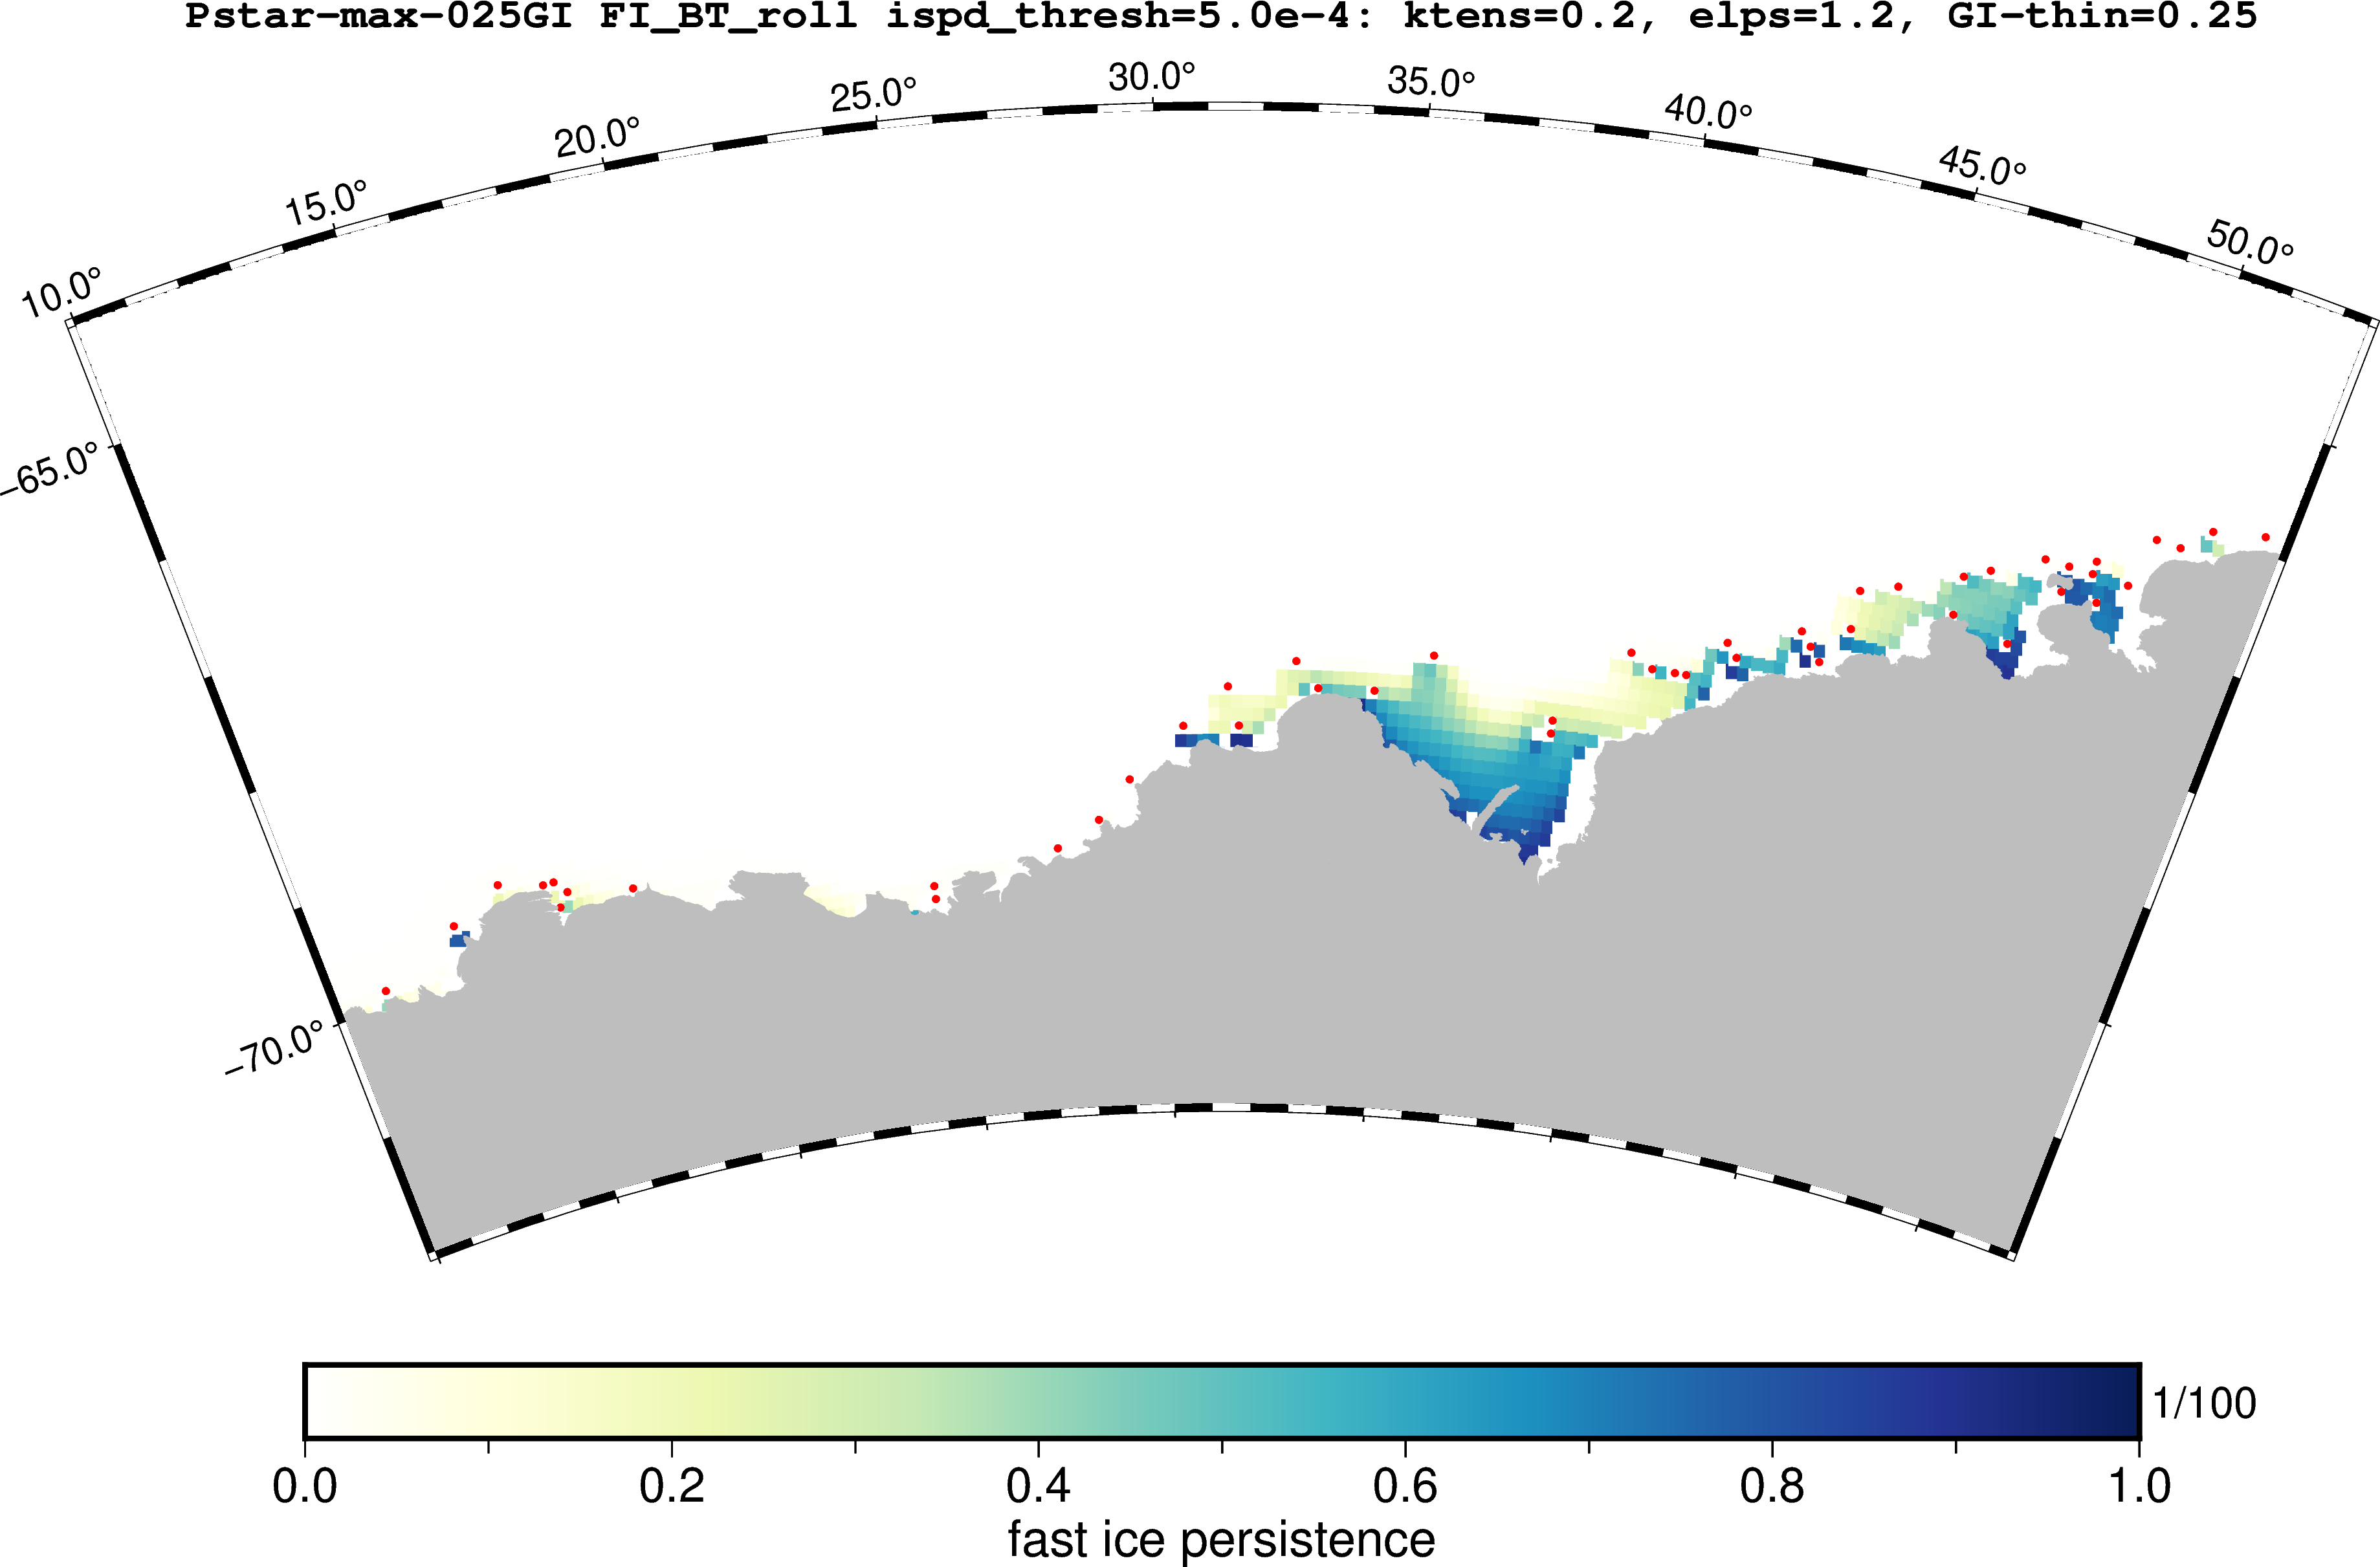 Pstar-max-025GI FI_BT_roll ispd_thresh=5.0e-4: ktens=0.2, elps=1.2, GI-thin=0.25
10.0° 15.0° 20.0° 25.0° 30.0° 35.0° 40.0° 45.0° 50.0°
-65.0°
-70.0°
1/100
0.0 0.2 0.4 0.6 0.8 1.0
fast ice persistence